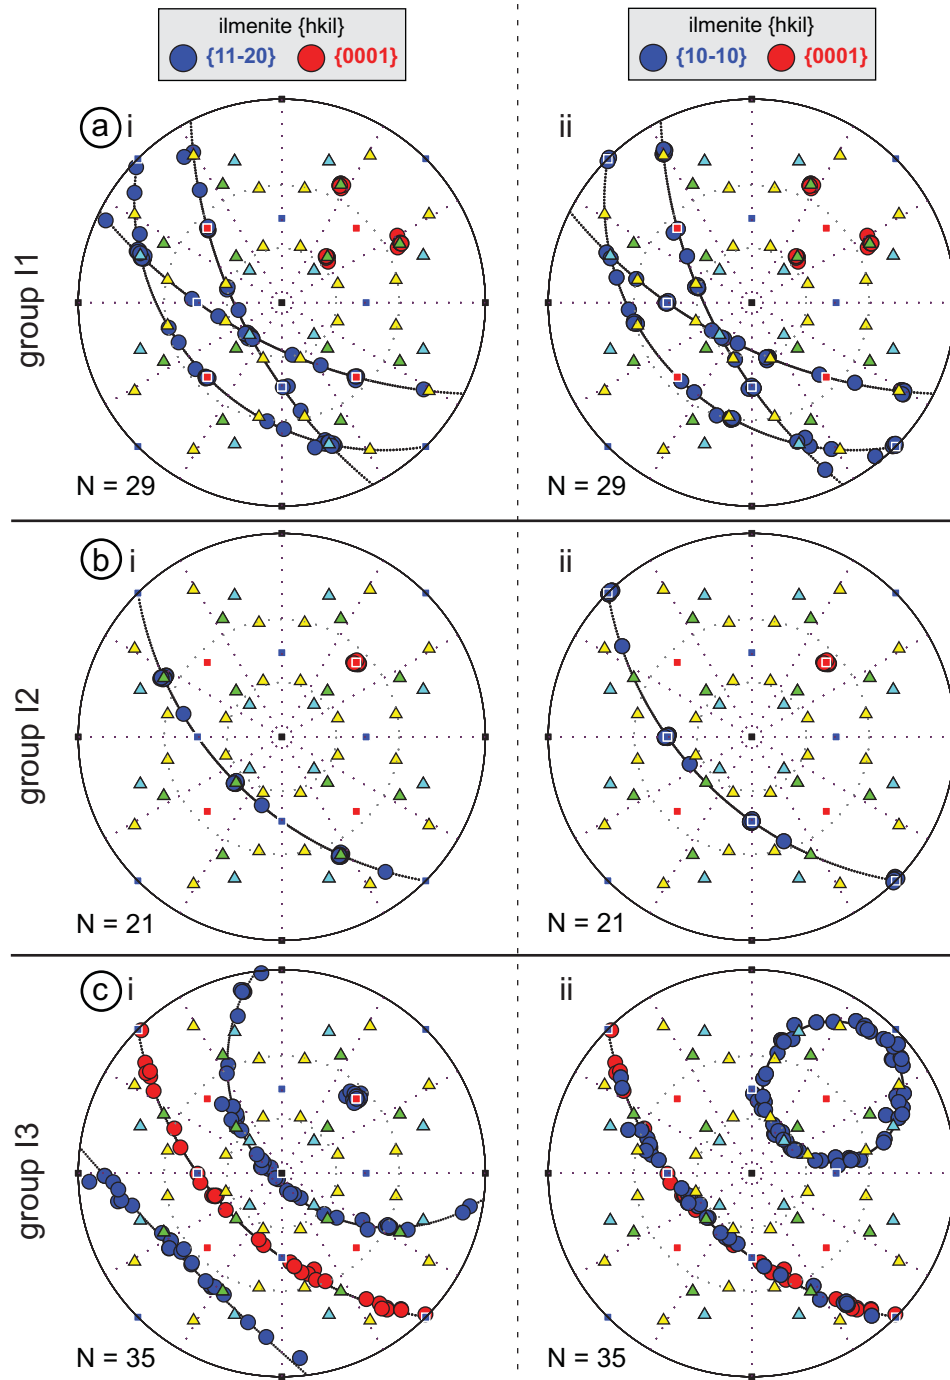 ilmenite {hkil}
{11-20} {0001}
ilmenite {hkil}
{10-10} {0001}
group I1
a i
N = 29
ii
N = 29
group I2
b i
N = 21
ii
N = 21
group I3
c i
N = 35
ii
N = 35